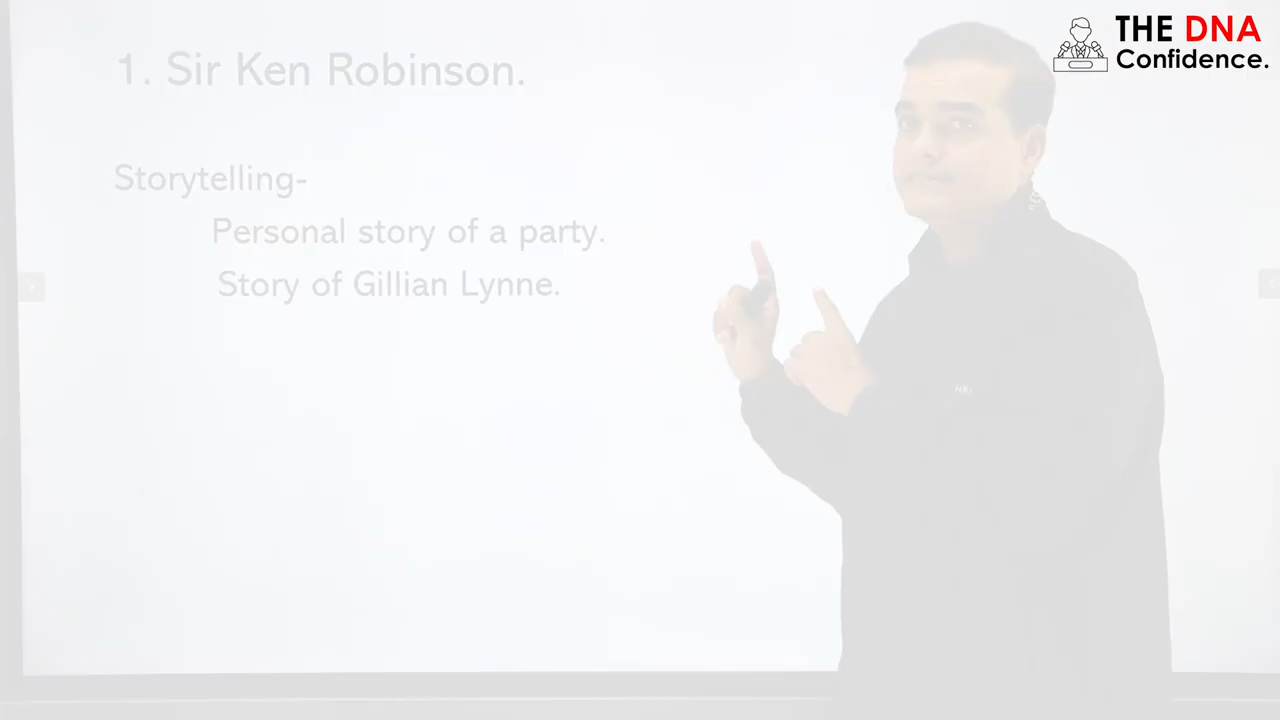 THE DNA
Confidence.
1. Sir Ken Robinson.
Storytelling-
Personal story of a party.
Story of Gillian Lynne.